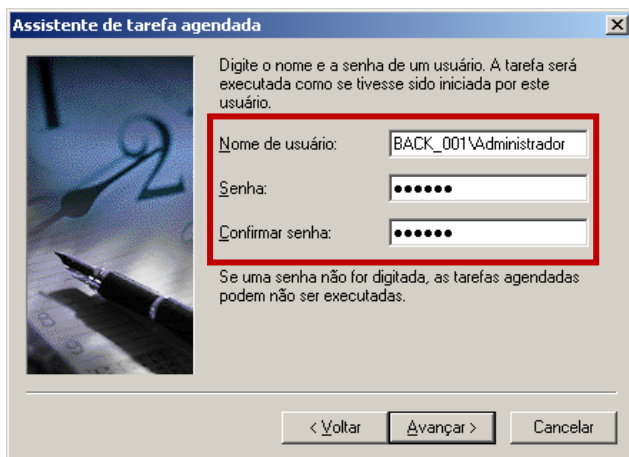 Assistente de tarefa agendada
Digite o nome e a senha de um usuário. A tarefa será
executada como se tivesse sido iniciada por este
usuário.
Nome de usuário: BACK_001\Administrador
Senha: ●●●●●●
Confirmar senha: ●●●●●●
Se uma senha não for digitada, as tarefas agendadas
podem não ser executadas.
< Voltar Avançar > Cancelar